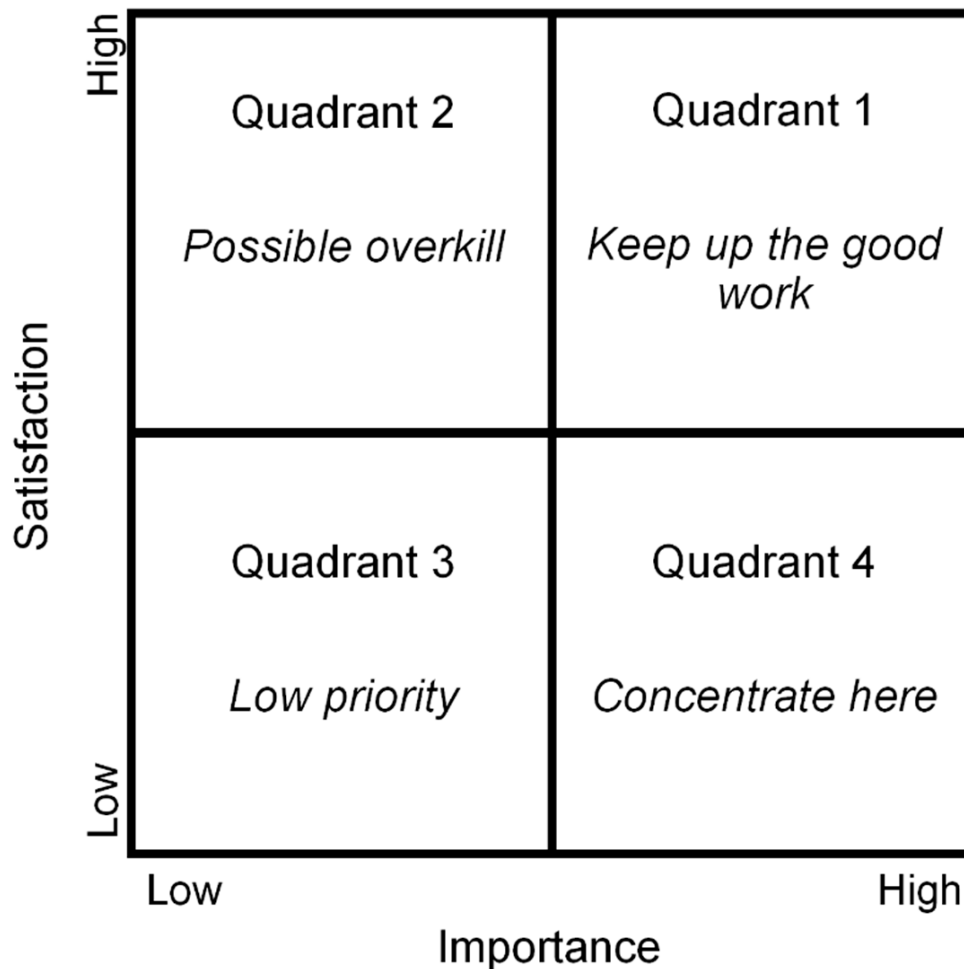 High
Quadrant 2
Quadrant 1
Possible overkill
Keep up the good
work
Satisfaction
Quadrant 3
Quadrant 4
Low priority
Concentrate here
Low
Low
High
Importance